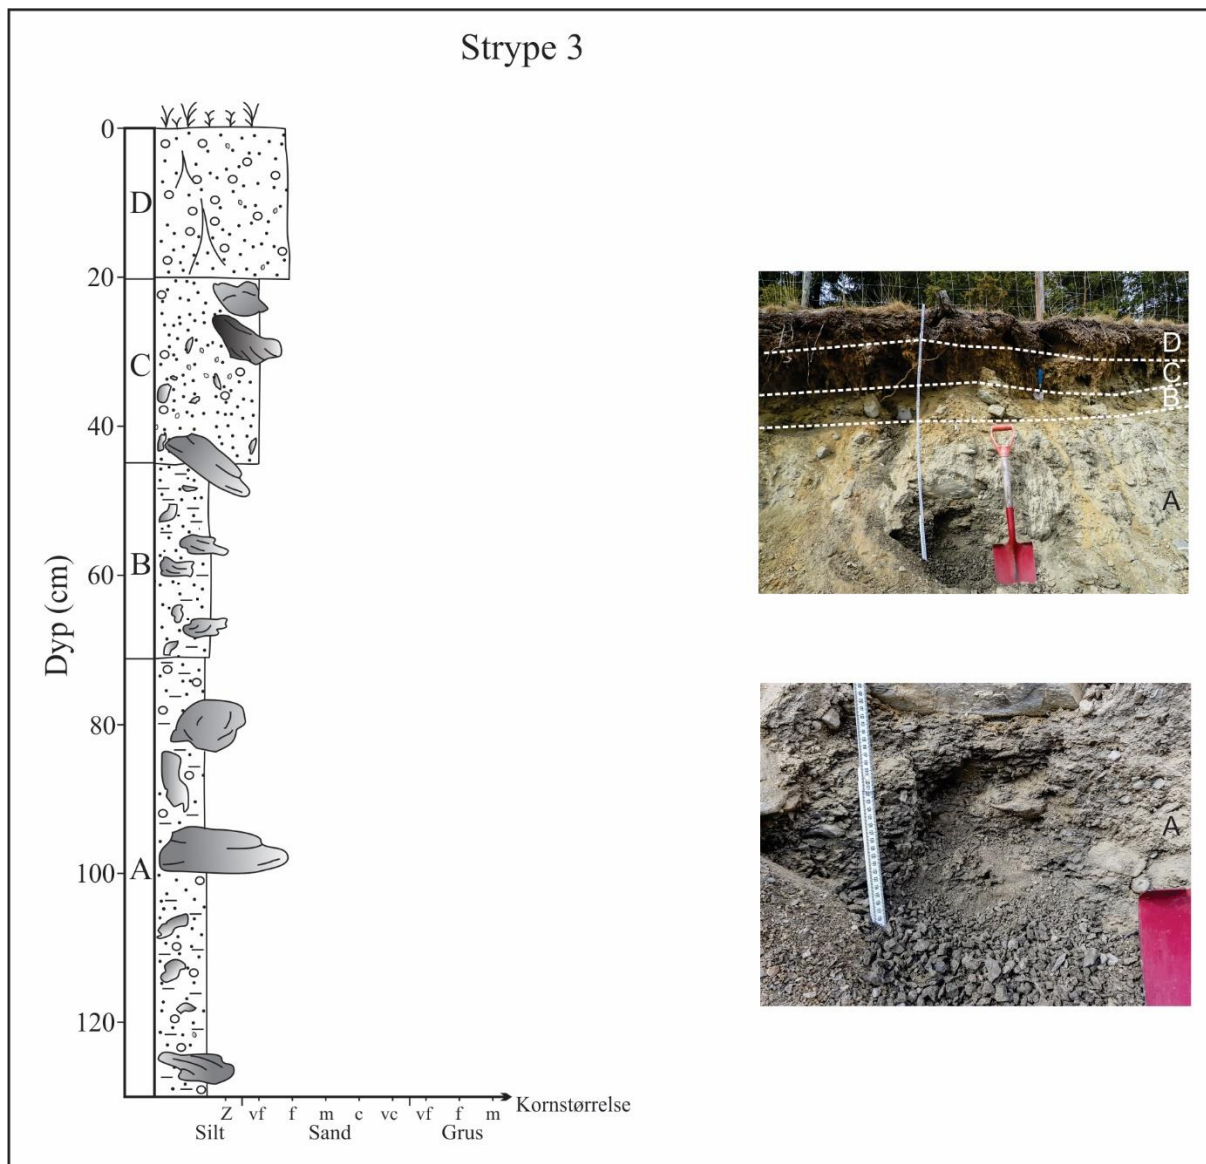 Strype 3
0
20
40
60
80
100
120
Dyp (cm)
D
C
B
A
Z vf f m c vc vf f m
Kornstørrelse
Silt Sand Grus
D
C
B
A
A